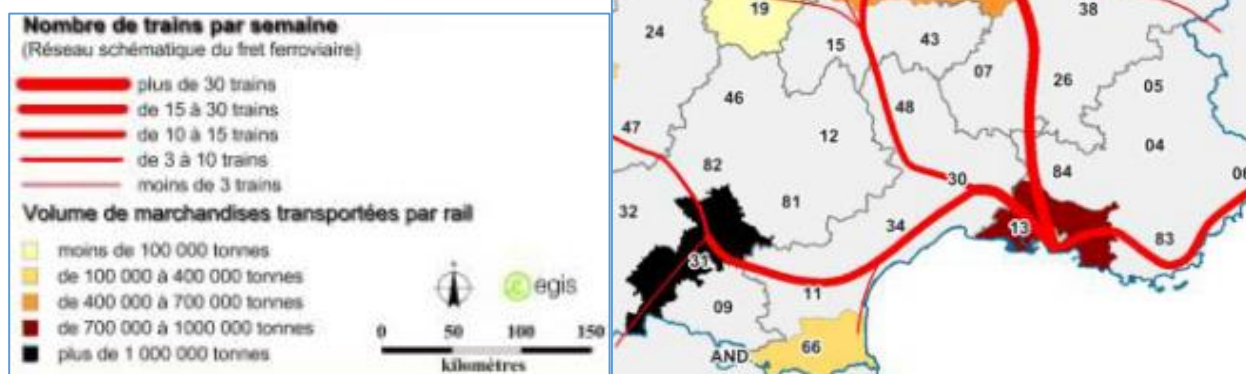 Nombre de trains par semaine
(Réseau schématique du fret ferroviaire)
plus de 30 trains
de 15 à 30 trains
de 10 à 15 trains
de 3 à 10 trains
moins de 3 trains
Volume de marchandises transportées par rail
moins de 100 000 tonnes
de 100 000 à 400 000 tonnes
de 400 000 à 700 000 tonnes
de 700 000 à 1000 000 tonnes
plus de 1 000 000 tonnes
egis
0 50 100 150
kilomètres
19
38
24
15
43
07
26
05
46
48
47
12
04
82
84
06
30
32
81
34
13
83
31
11
09
AND
66